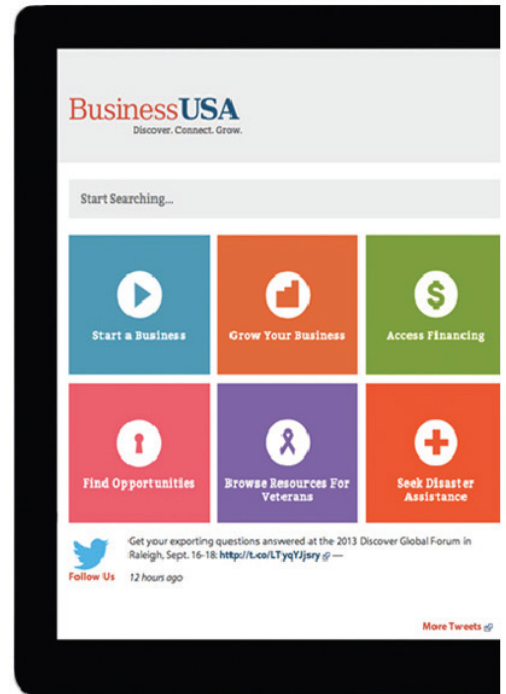 BusinessUSA
Discover. Connect. Grow.
Start Searching...
Start a Business
Grow Your Business
Access Financing
Find Opportunities
Browse Resources For
Veterans
Seek Disaster
Assistance
Get your exporting questions answered at the 2013 Discover Global Forum in
Raleigh, Sept. 16-18: http://t.co/LTyqYJjsry —
Follow Us
12 hours ago
More Tweets